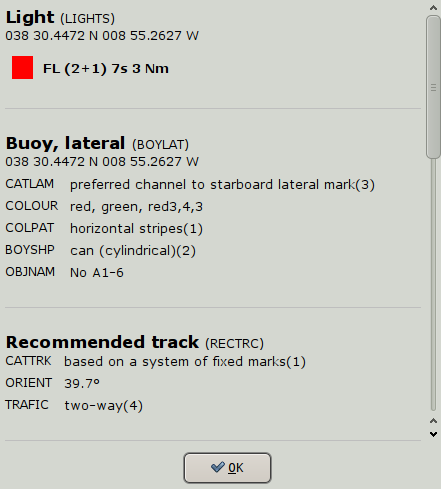 Light (LIGHTS)
038 30.4472 N 008 55.2627 W
FL (2+1) 7s 3 Nm
Buoy, lateral (BOYLAT)
038 30.4472 N 008 55.2627 W
CATLAM preferred channel to starboard lateral mark(3)
COLOUR red, green, red3,4,3
COLPAT horizontal stripes(1)
BOYSHP can (cylindrical)(2)
OBJNAM No A1-6
Recommended track (RECTRC)
CATTRK based on a system of fixed marks(1)
ORIENT 39.7º
TRAFIC two-way(4)
OK